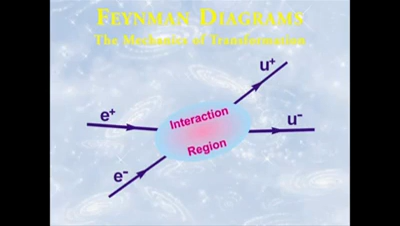 FEYNMAN DIAGRAMS
The Mechanics of Transformation
u⁺
e⁺
Interaction
u⁻
Region
e⁻